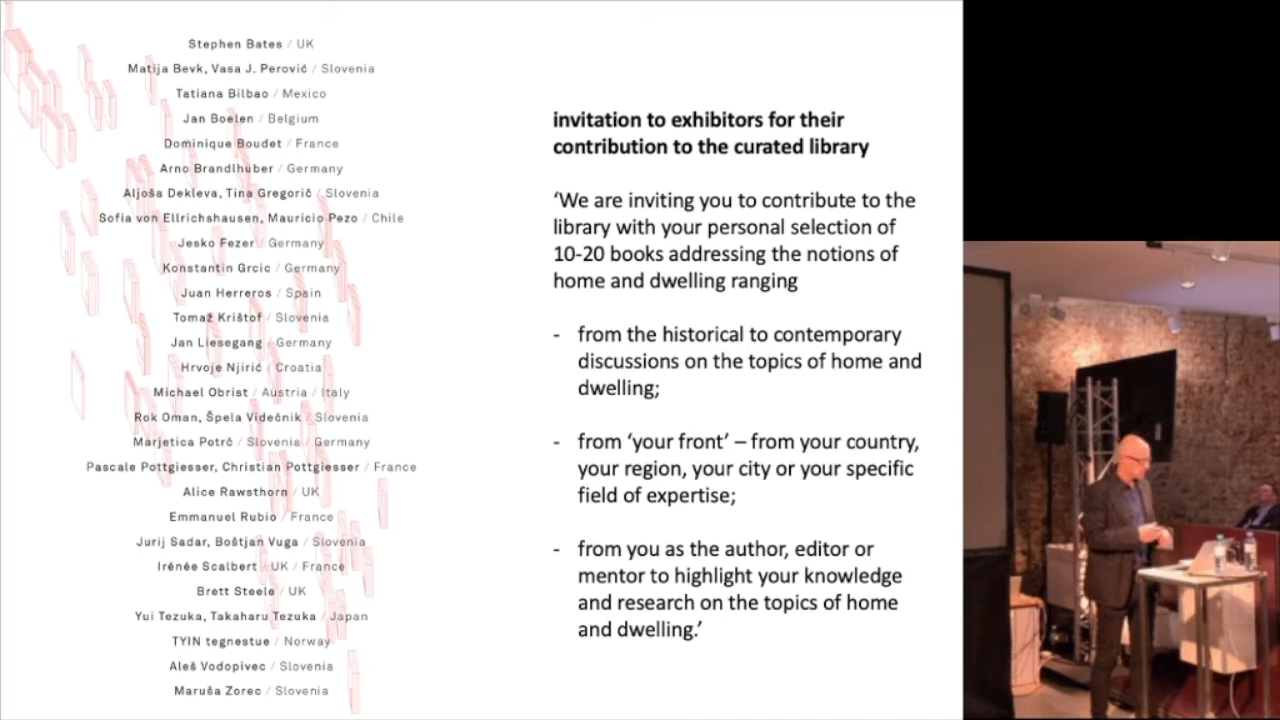 Stephen Bates / UK
Matija Bevk, Vasa J. Perović / Slovenia
Tatiana Bilbao / Mexico
Jan Boelen / Belgium
Dominique Boudet / France
Arno Brandlhuber / Germany
Aljoša Dekleva, Tina Gregorič / Slovenia
Sofia von Ellrichshausen, Mauricio Pezo / Chile
Jesko Fezer / Germany
Konstantin Grcic / Germany
Juan Herreros / Spain
Tomaž Krištof / Slovenia
Jan Liesegang / Germany
Hrvoje Njirić / Croatia
Michael Obrist / Austria / Italy
Rok Oman, Špela Videčnik / Slovenia
Marjetica Potrč / Slovenia / Germany
Pascale Pottgiesser, Christian Pottgiesser / France
Alice Rawsthorn / UK
Emmanuel Rubio / France
Jurij Sadar, Boštjan Vuga / Slovenia
Irénée Scalbert / UK / France
Brett Steele / UK
Yui Tezuka, Takaharu Tezuka / Japan
TYIN tegnestue / Norway
Aleš Vodopivec / Slovenia
Maruša Zorec / Slovenia
invitation to exhibitors for their
contribution to the curated library
‘We are inviting you to contribute to the
library with your personal selection of
10-20 books addressing the notions of
home and dwelling ranging
- from the historical to contemporary
discussions on the topics of home and
dwelling;
- from ‘your front’ – from your country,
your region, your city or your specific
field of expertise;
- from you as the author, editor or
mentor to highlight your knowledge
and research on the topics of home
and dwelling.’